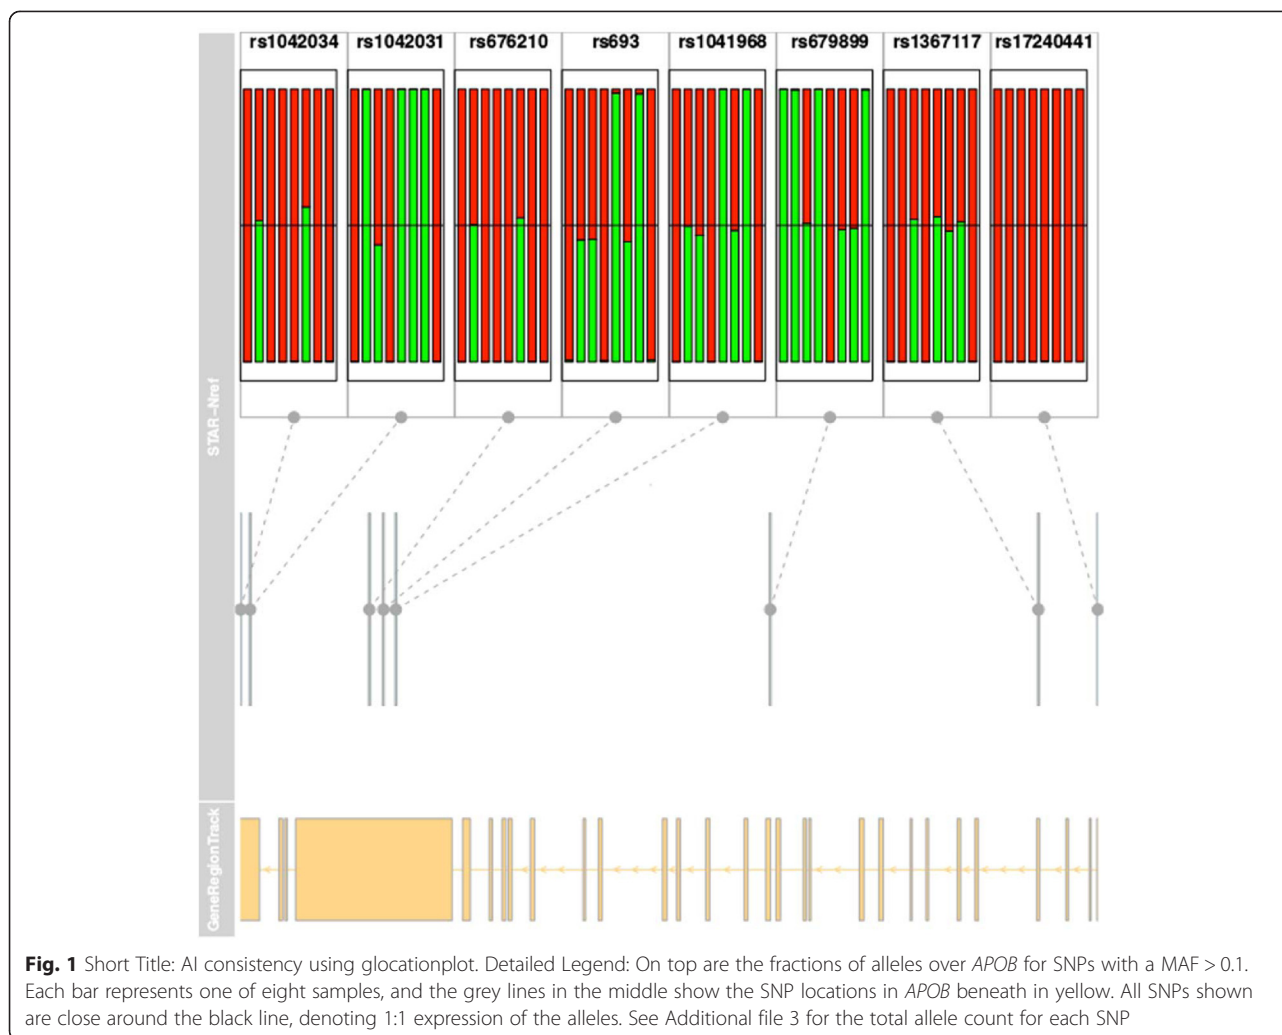 rs1042034 rs1042031 rs676210 rs693 rs1041968 rs679899 rs1367117 rs17240441
STAR-Nref
GeneRegionTrack
Fig. 1 Short Title: AI consistency using glocationplot. Detailed Legend: On top are the fractions of alleles over APOB for SNPs with a MAF > 0.1.
Each bar represents one of eight samples, and the grey lines in the middle show the SNP locations in APOB beneath in yellow. All SNPs shown
are close around the black line, denoting 1:1 expression of the alleles. See Additional file 3 for the total allele count for each SNP